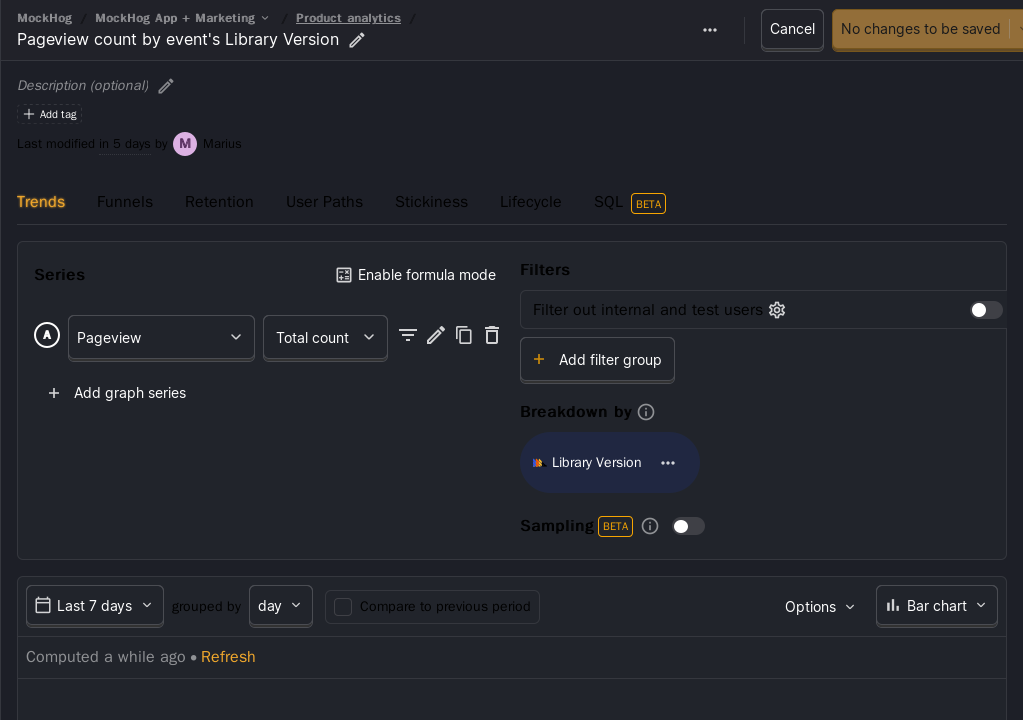 MockHog / MockHog App + Marketing / Product analytics /
Pageview count by event's Library Version
Cancel
No changes to be saved
Description (optional)
Add tag
Last modified in 5 days by M Marius
Trends Funnels Retention User Paths Stickiness Lifecycle SQL BETA
Series
Enable formula mode
A Pageview Total count
Add graph series
Filters
Filter out internal and test users
Add filter group
Breakdown by
Library Version
Sampling BETA
Last 7 days grouped by day Compare to previous period Options Bar chart
Computed a while ago • Refresh